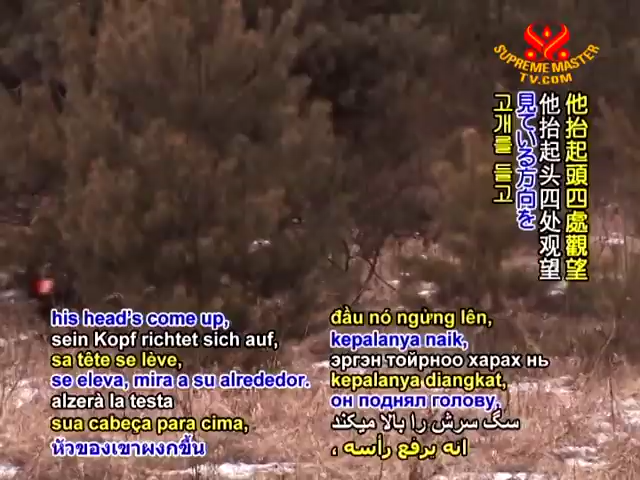 SUPREME MASTER
TV.COM
他抬起頭四處觀望
他抬起头四处观望
見ている方向を
고개를 들고
his head's come up,
sein Kopf richtet sich auf,
sa tête se lève,
se eleva, mira a su alrededor.
alzerà la testa
sua cabeça para cima,
หัวของเขาผงกขึ้น
đầu nó ngửng lên,
kepalanya naik,
эргэн тойрноо харах нь
kepalanya diangkat,
он поднял голову,
سگ سرش را بالا میکند
انه يرفع رأسه ،